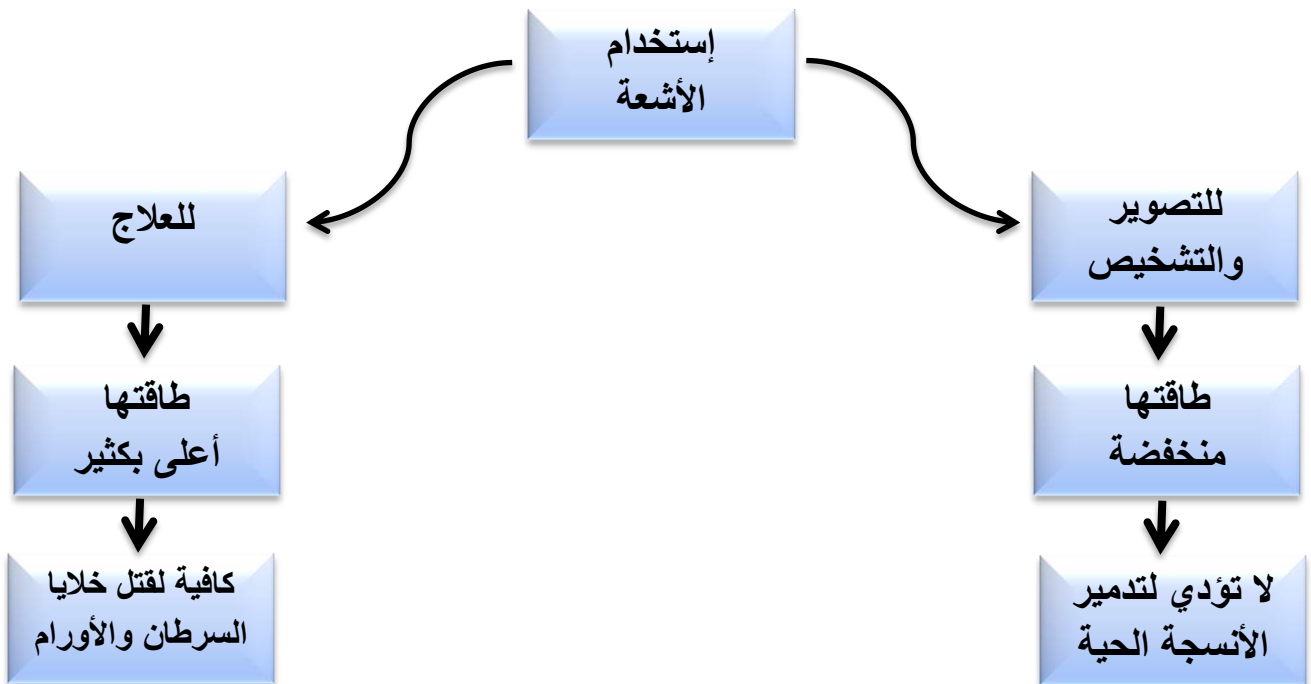 إستخدام
الأشعة
للتصوير
والتشخيص
طاقتها
منخفضة
لا تؤدي لتدمير
الأنسجة الحية
للعلاج
طاقتها
أعلى بكثير
كافية لقتل خلايا
السرطان والأورام